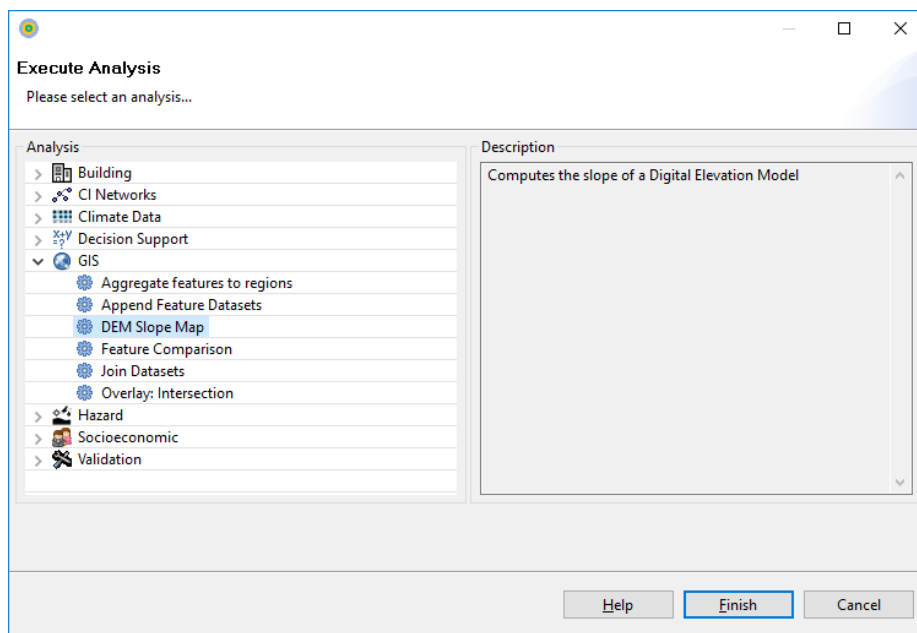 Execute Analysis
Please select an analysis...
Analysis
Building
CI Networks
Climate Data
X+Y
=?
Decision Support
GIS
Aggregate features to regions
Append Feature Datasets
DEM Slope Map
Feature Comparison
Join Datasets
Overlay: Intersection
Hazard
Socioeconomic
Validation
Description
Computes the slope of a Digital Elevation Model
Help
Finish
Cancel